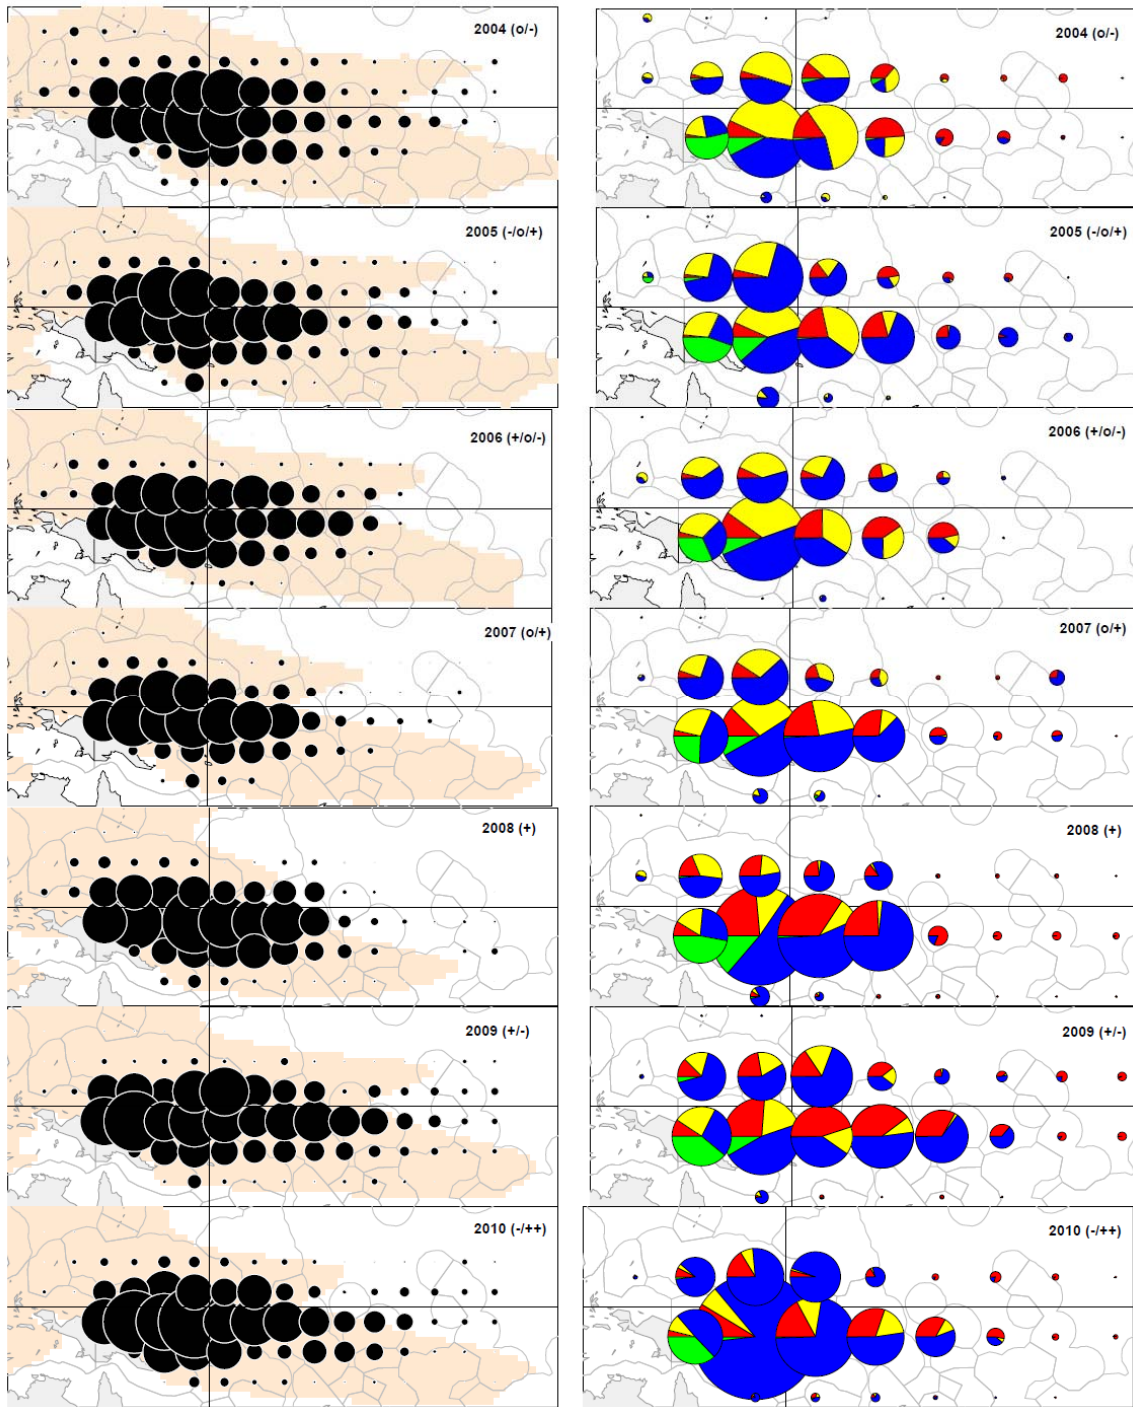 2004 (o/-)
2004 (o/-)
2005 (-/o/+)
2005 (-/o/+)
2006 (+/o/-)
2006 (+/o/-)
2007 (o/+)
2007 (o/+)
2008 (+)
2008 (+)
2009 (+/-)
2009 (+/-)
2010 (-/++)
2010 (-/++)